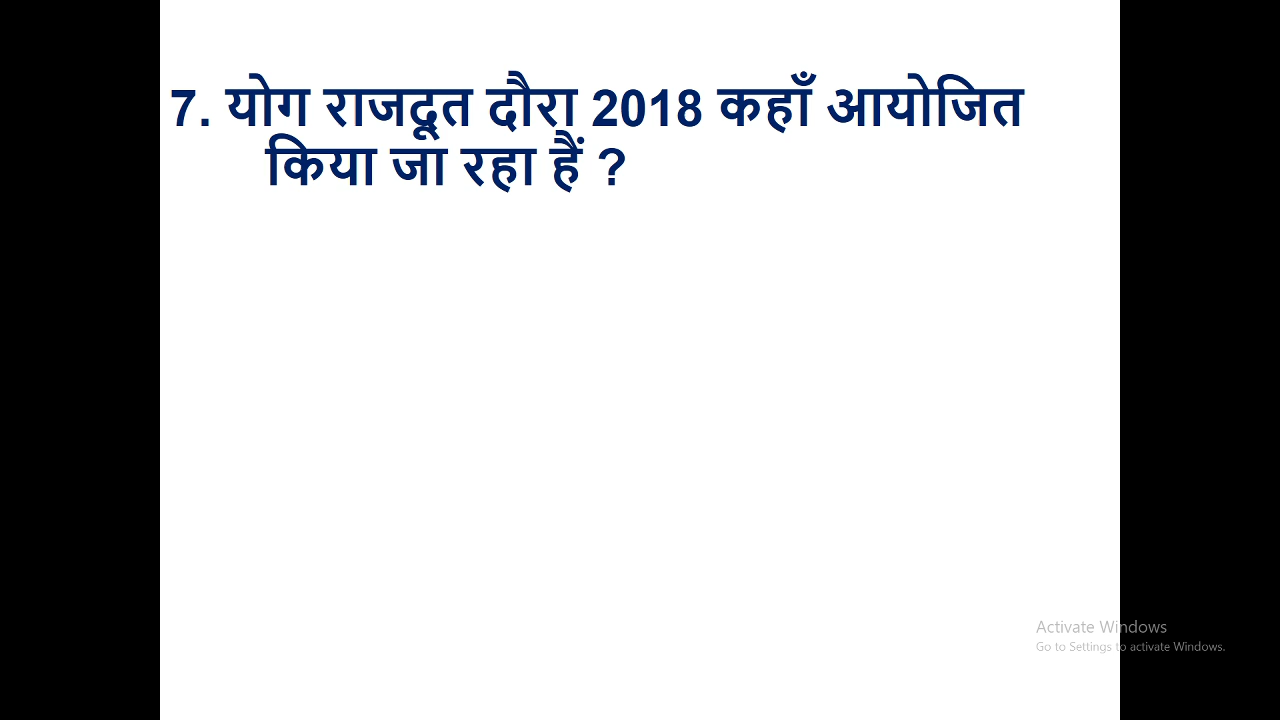 7. योग राजदूत दौरा 2018 कहाँ आयोजित
किया जा रहा हैं ?
Activate Windows
Go to Settings to activate Windows.